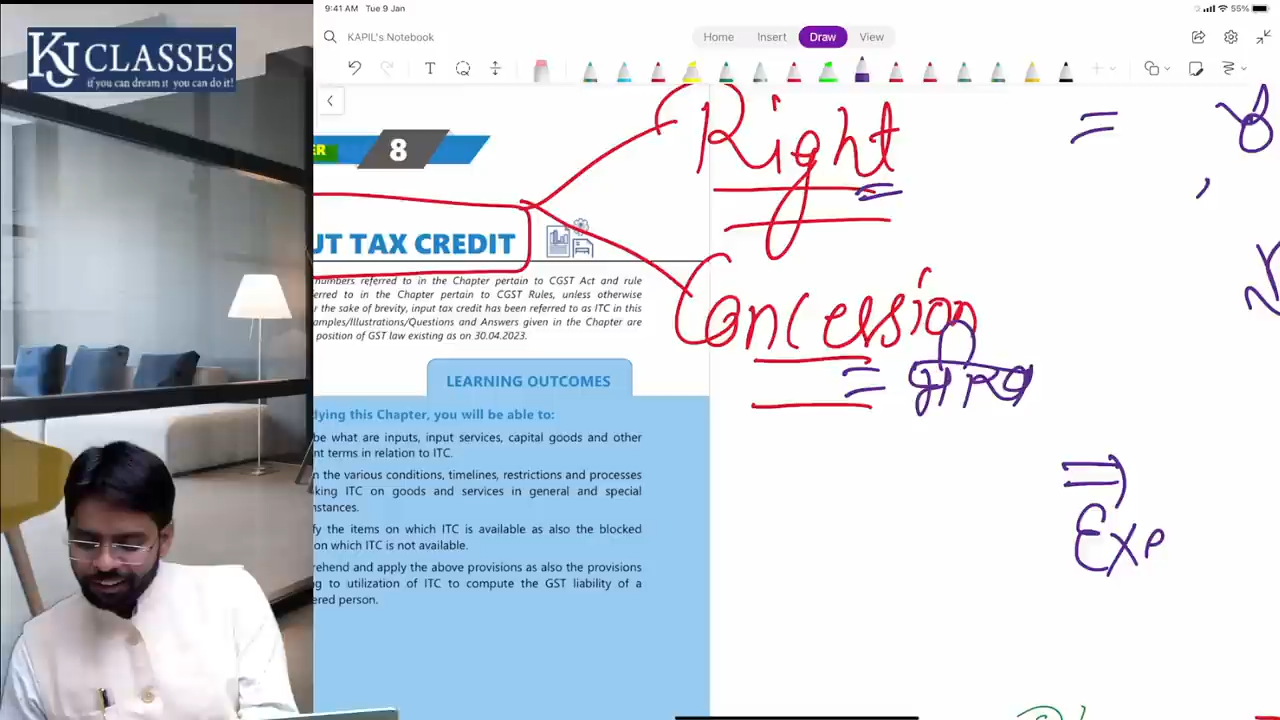 KJ CLASSES
if you can dream it you can do it!
9:41 AM Tue 9 Jan
55%
KAPIL's Notebook
Home Insert Draw View
T
ER 8
UT TAX CREDIT
numbers referred to in the Chapter pertain to CGST Act and rule
erred to in the Chapter pertain to CGST Rules, unless otherwise
r the sake of brevity, input tax credit has been referred to as ITC in this
amples/Illustrations/Questions and Answers given in the Chapter are
position of GST law existing as on 30.04.2023.
LEARNING OUTCOMES
dying this Chapter, you will be able to:
be what are inputs, input services, capital goods and other
nt terms in relation to ITC.
n the various conditions, timelines, restrictions and processes
king ITC on goods and services in general and special
mstances.
fy the items on which ITC is available as also the blocked
on which ITC is not available.
rehend and apply the above provisions as also the provisions
g to utilization of ITC to compute the GST liability of a
ered person.
Right =
Concession
=
Exp